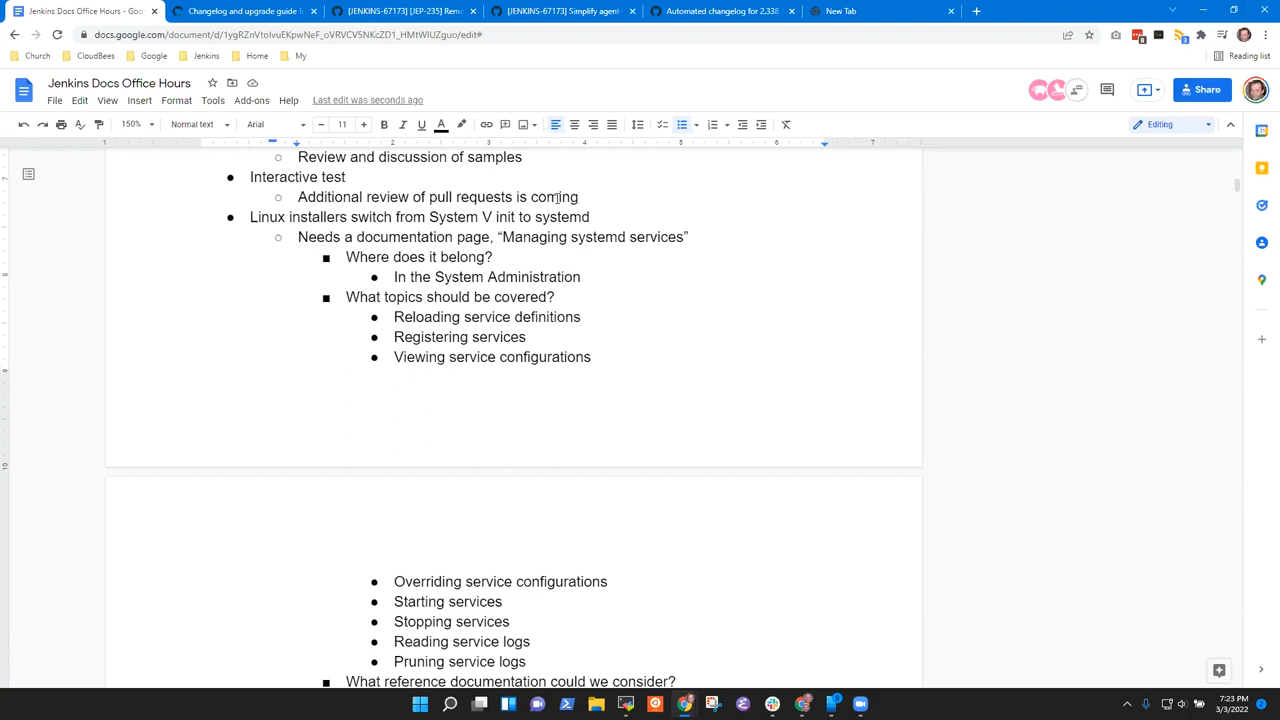 Jenkins Docs Office Hours - Goo
Changelog and upgrade guide fo
[JENKINS-67173] [JEP-235] Rem
[JENKINS-67173] Simplify agent
Automated changelog for 2.338
New Tab
docs.google.com/document/d/1ygRZnVtoIvuEKpwNeF_oVRVCV5NKcZD1_HMtWIUZguo/edit#
Church
CloudBees
Google
Jenkins
Home
My
Reading list
Jenkins Docs Office Hours
File Edit View Insert Format Tools Add-ons Help Last edit was seconds ago
Share
150% Normal text Arial 11 Editing
Review and discussion of samples
Interactive test
Additional review of pull requests is coming
Linux installers switch from System V init to systemd
Needs a documentation page, “Managing systemd services”
Where does it belong?
In the System Administration
What topics should be covered?
Reloading service definitions
Registering services
Viewing service configurations
Overriding service configurations
Starting services
Stopping services
Reading service logs
Pruning service logs
What reference documentation could we consider?
7:23 PM
3/3/2022